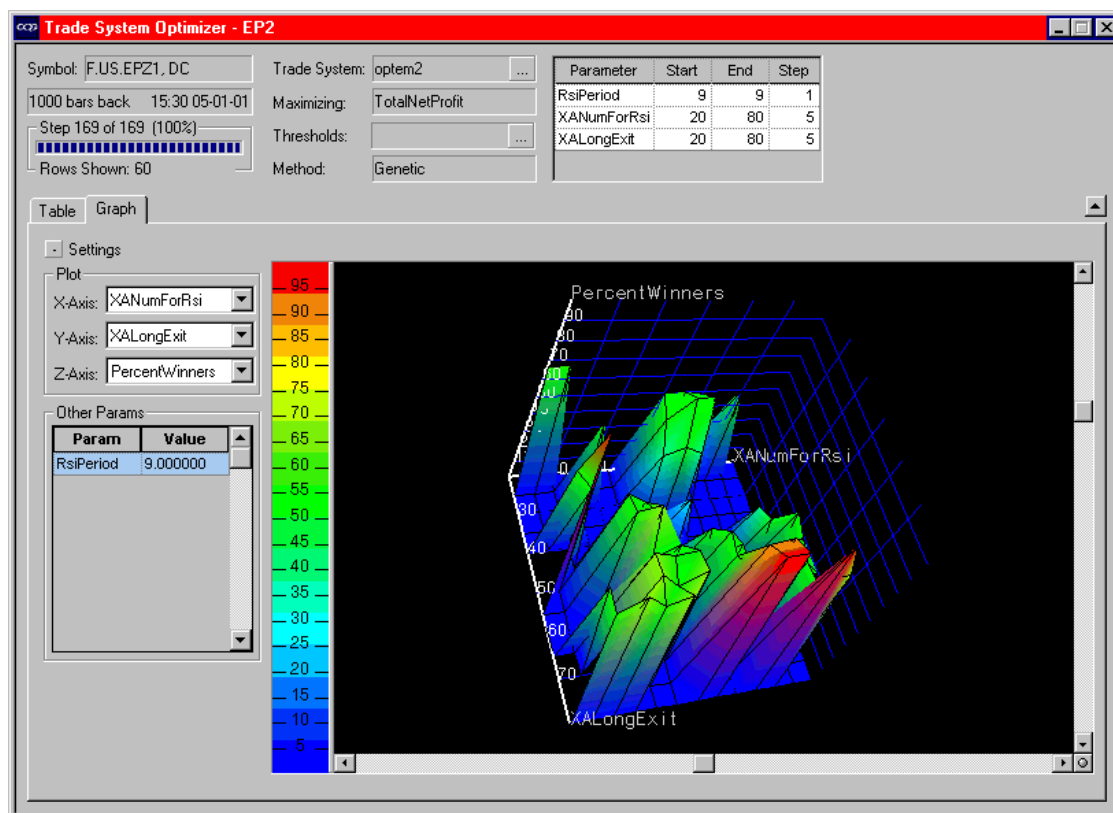 CQG Trade System Optimizer - EP2
Symbol: F.US.EPZ1, DC
Trade System: optem2 ...
1000 bars back 15:30 05-01-01
Maximizing: TotalNetProfit
Step 169 of 169 (100%)
Thresholds: ...
Rows Shown: 60
Method: Genetic
Parameter Start End Step
RsiPeriod 9 9 1
XANumForRsi 20 80 5
XALongExit 20 80 5
Table Graph
- Settings
Plot
X-Axis: XANumForRsi
Y-Axis: XALongExit
Z-Axis: PercentWinners
Other Params
Param Value
RsiPeriod 9.000000
95
90
85
80
75
70
65
60
55
50
45
40
35
30
25
20
15
10
5
PercentWinners
90
80
70
XANumForRsi
30
40
50
60
70
XALongExit